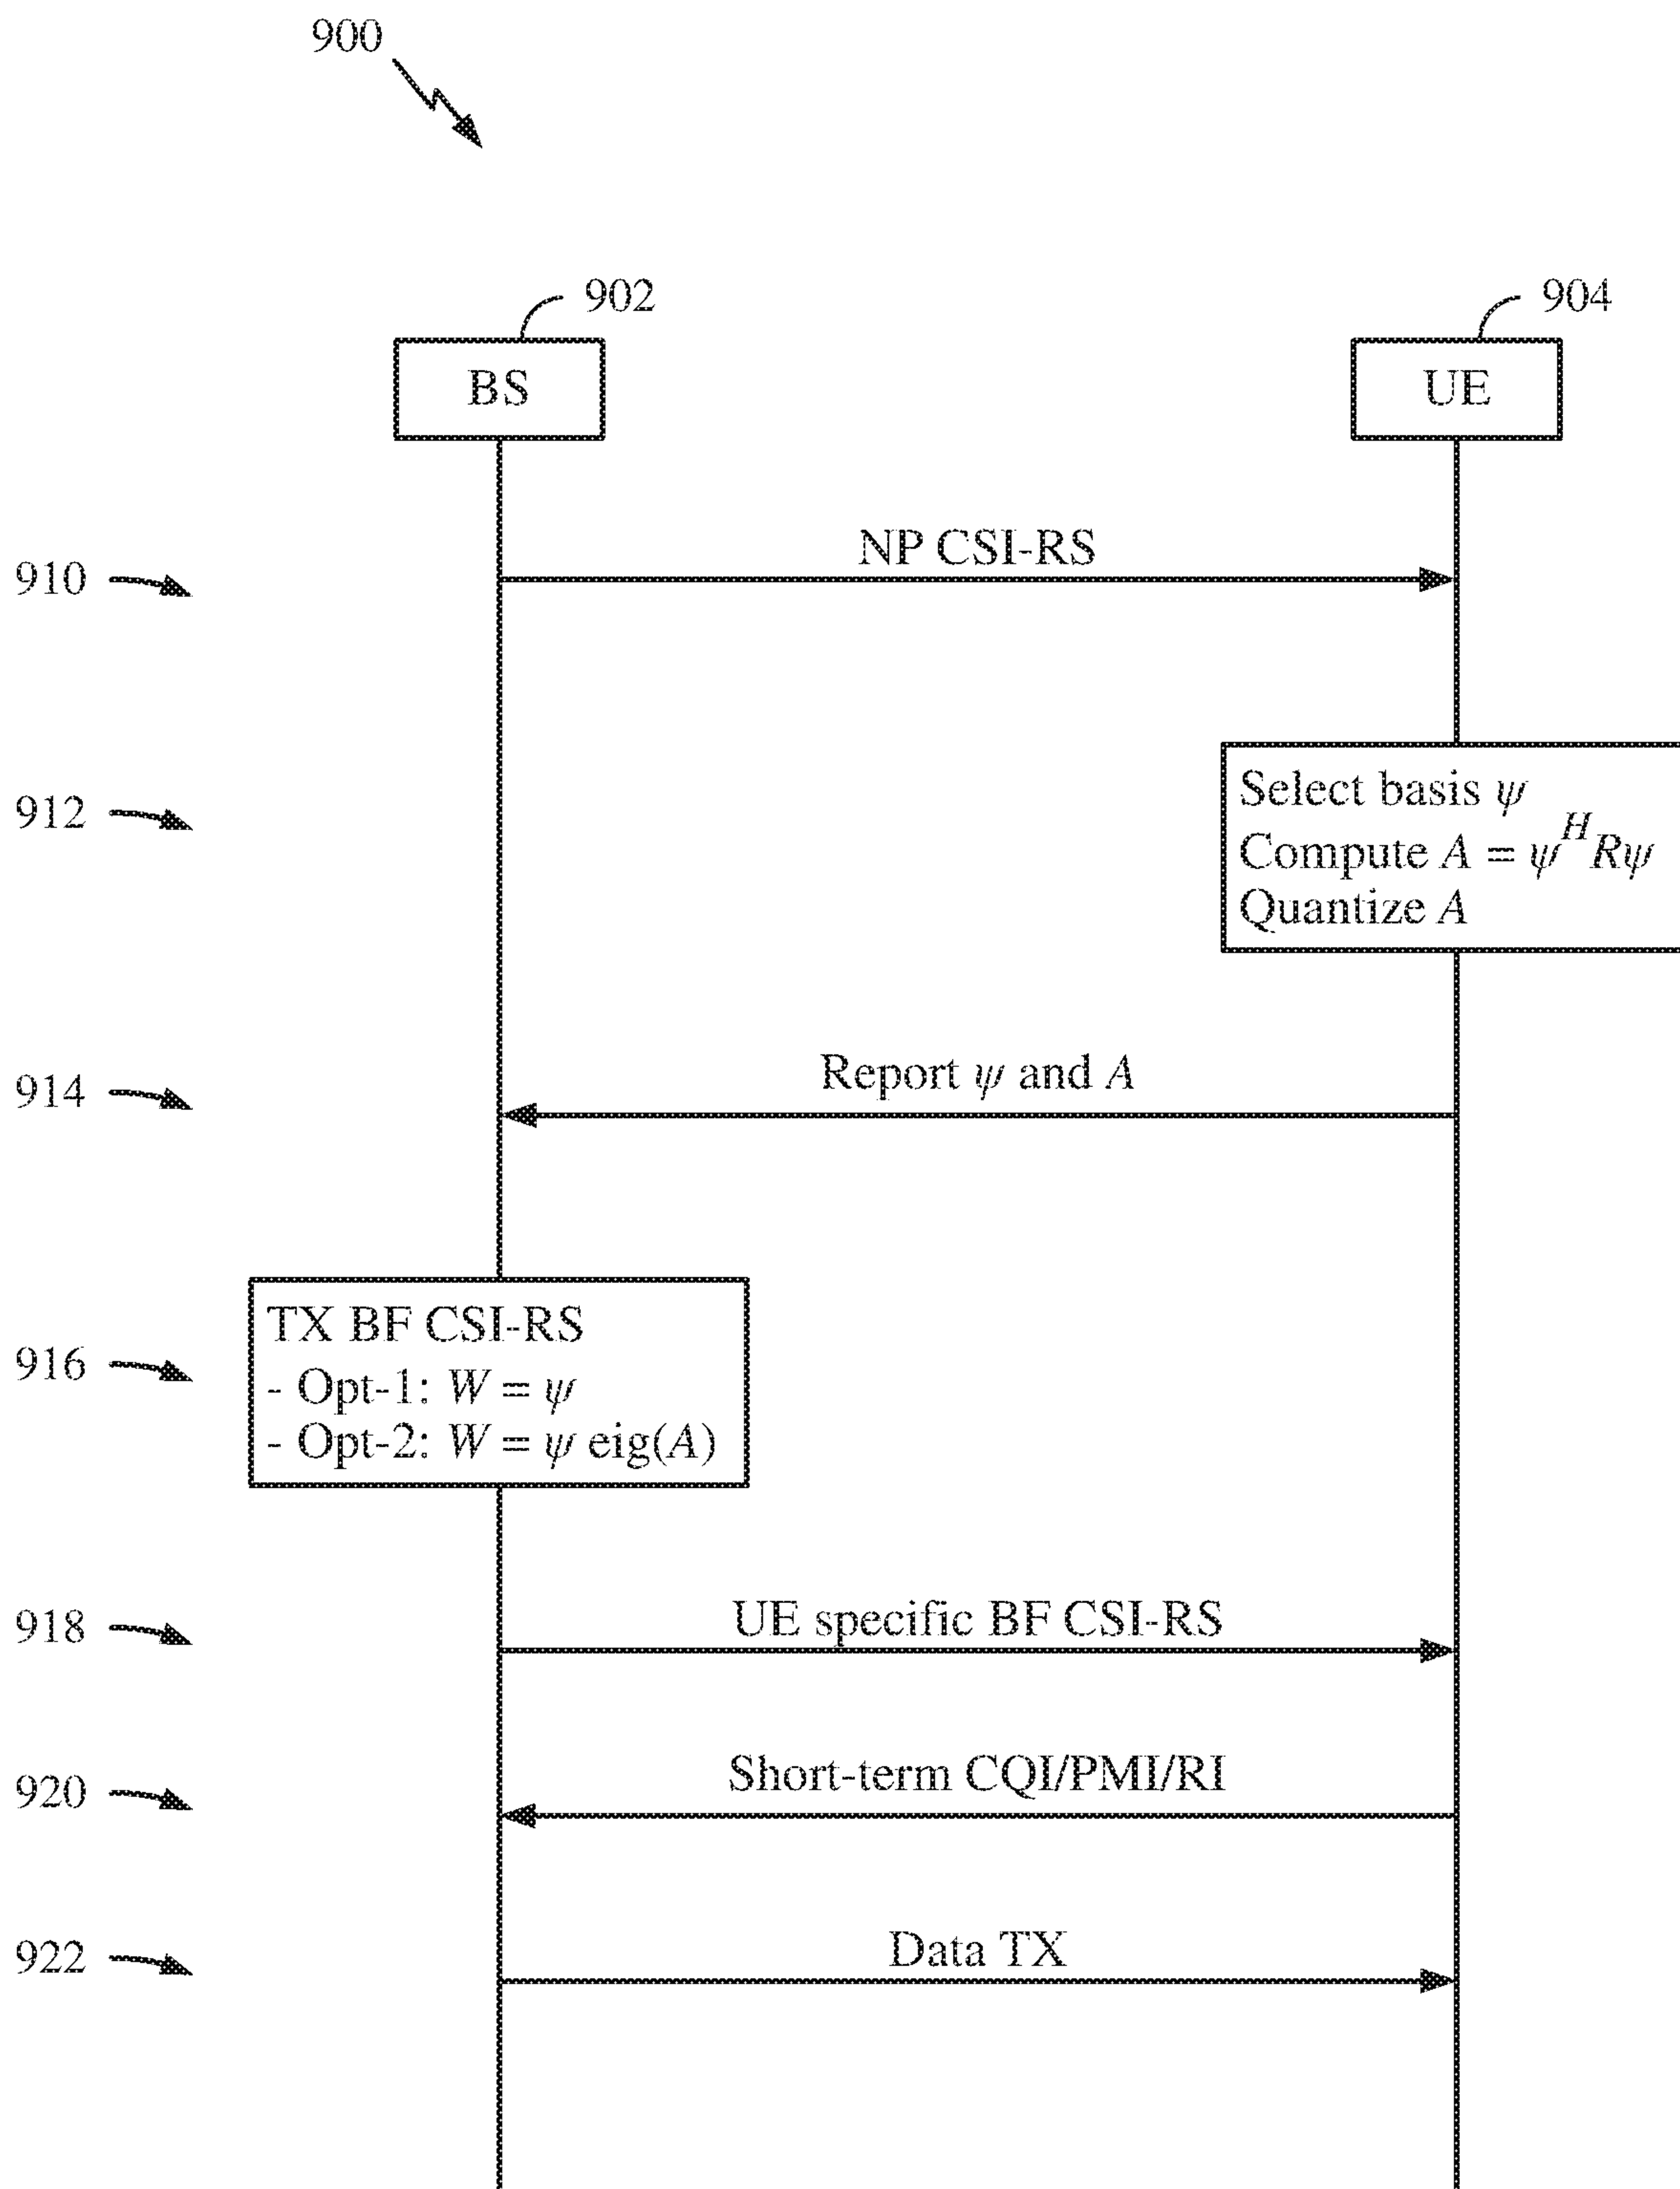 900
902
904
BS
UE
NP CSI-RS
910
912
Select basis ψ
Compute A = ψ^H Rψ
Quantize A
Report ψ and A
914
916
TX BF CSI-RS
- Opt-1: W = ψ
- Opt-2: W = ψ eig(A)
UE specific BF CSI-RS
918
Short-term CQI/PMI/RI
920
Data TX
922